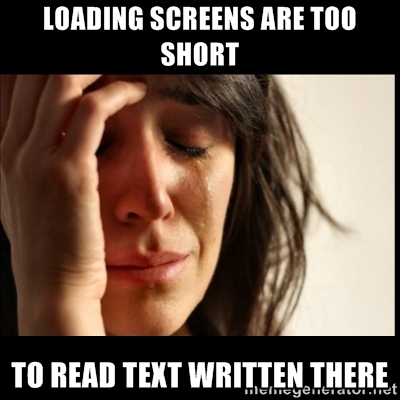 LOADING SCREENS ARE TOO
SHORT
TO READ TEXT WRITTEN THERE
memegenerator.net